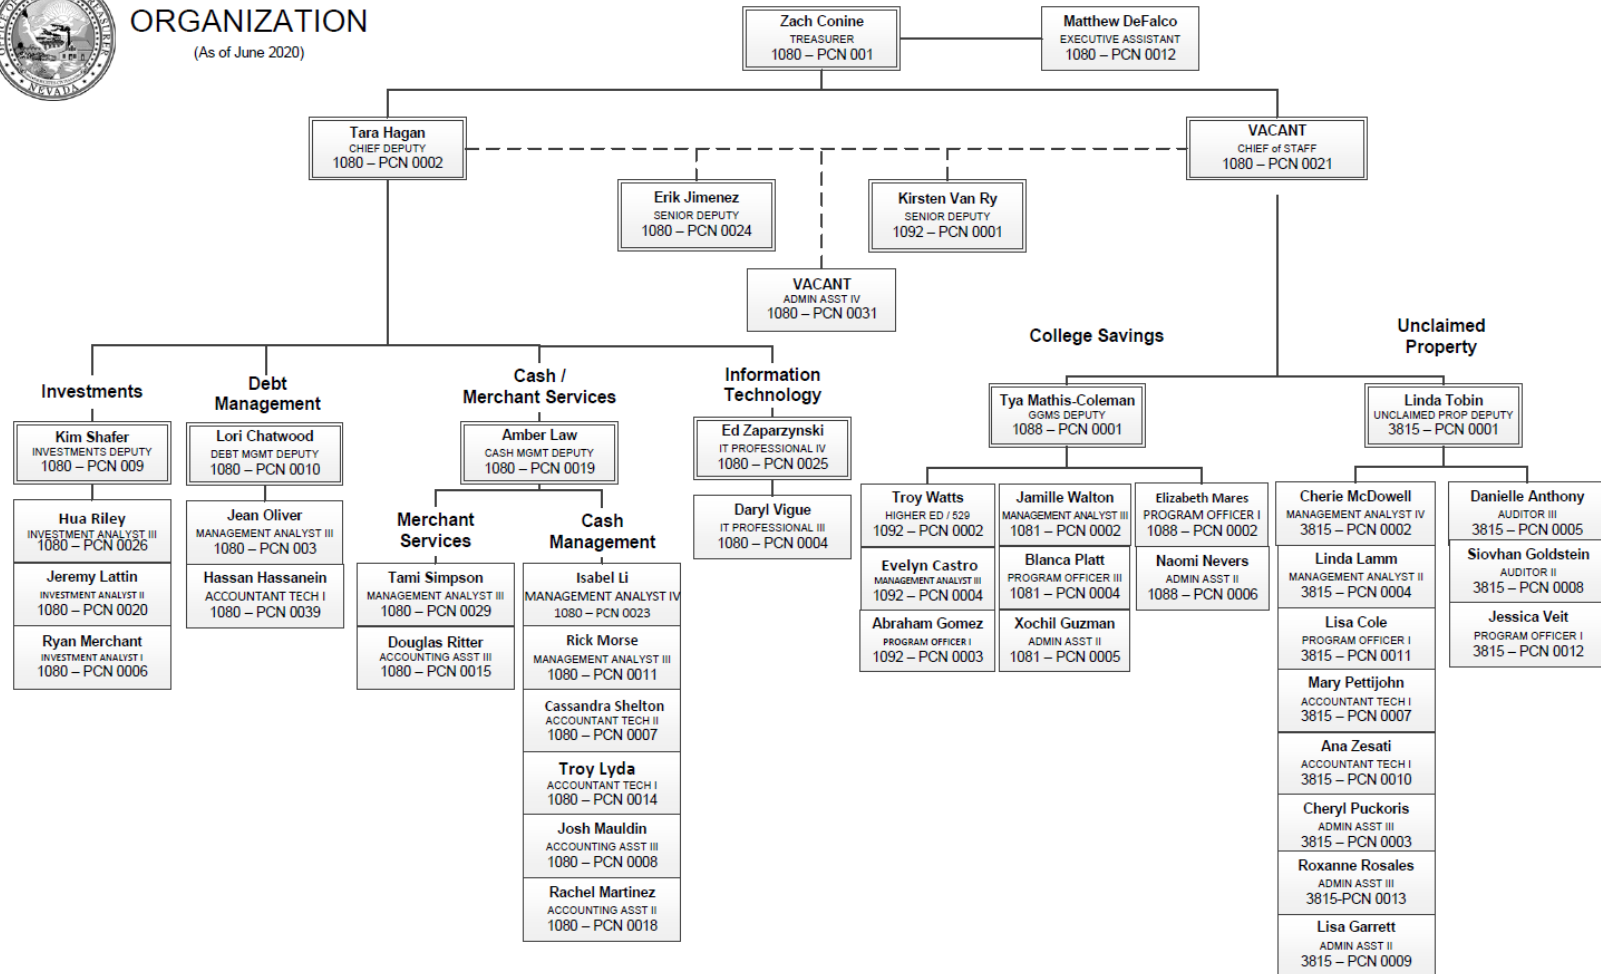 ORGANIZATION
(As of June 2020)
NEVADA
Zach Conine
TREASURER
1080 – PCN 001
Matthew DeFalco
EXECUTIVE ASSISTANT
1080 – PCN 0012
Tara Hagan
CHIEF DEPUTY
1080 – PCN 0002
VACANT
CHIEF of STAFF
1080 – PCN 0021
Erik Jimenez
SENIOR DEPUTY
1080 – PCN 0024
Kirsten Van Ry
SENIOR DEPUTY
1092 – PCN 0001
VACANT
ADMIN ASST IV
1080 – PCN 0031
Investments
Kim Shafer
INVESTMENTS DEPUTY
1080 – PCN 009
Hua Riley
INVESTMENT ANALYST III
1080 – PCN 0026
Jeremy Lattin
INVESTMENT ANALYST II
1080 – PCN 0020
Ryan Merchant
INVESTMENT ANALYST I
1080 – PCN 0006
Debt
Management
Lori Chatwood
DEBT MGMT DEPUTY
1080 – PCN 0010
Jean Oliver
MANAGEMENT ANALYST III
1080 – PCN 003
Hassan Hassanein
ACCOUNTANT TECH I
1080 – PCN 0039
Cash /
Merchant Services
Amber Law
CASH MGMT DEPUTY
1080 – PCN 0019
Merchant
Services
Tami Simpson
MANAGEMENT ANALYST III
1080 – PCN 0029
Douglas Ritter
ACCOUNTING ASST III
1080 – PCN 0015
Cash
Management
Isabel Li
MANAGEMENT ANALYST IV
1080 – PCN 0023
Rick Morse
MANAGEMENT ANALYST III
1080 – PCN 0011
Cassandra Shelton
ACCOUNTANT TECH II
1080 – PCN 0007
Troy Lyda
ACCOUNTANT TECH I
1080 – PCN 0014
Josh Mauldin
ACCOUNTING ASST III
1080 – PCN 0008
Rachel Martinez
ACCOUNTING ASST II
1080 – PCN 0018
Information
Technology
Ed Zaparzynski
IT PROFESSIONAL IV
1080 – PCN 0025
Daryl Vigue
IT PROFESSIONAL III
1080 – PCN 0004
College Savings
Tya Mathis-Coleman
GGMS DEPUTY
1088 – PCN 0001
Troy Watts
HIGHER ED / 529
1092 – PCN 0002
Evelyn Castro
MANAGEMENT ANALYST III
1092 – PCN 0004
Abraham Gomez
PROGRAM OFFICER I
1092 – PCN 0003
Jamille Walton
MANAGEMENT ANALYST III
1081 – PCN 0002
Blanca Platt
PROGRAM OFFICER III
1081 – PCN 0004
Xochil Guzman
ADMIN ASST II
1081 – PCN 0005
Elizabeth Mares
PROGRAM OFFICER I
1088 – PCN 0002
Naomi Nevers
ADMIN ASST II
1088 – PCN 0006
Unclaimed
Property
Linda Tobin
UNCLAIMED PROP DEPUTY
3815 – PCN 0001
Cherie McDowell
MANAGEMENT ANALYST IV
3815 – PCN 0002
Linda Lamm
MANAGEMENT ANALYST II
3815 – PCN 0004
Lisa Cole
PROGRAM OFFICER I
3815 – PCN 0011
Mary Pettijohn
ACCOUNTANT TECH I
3815 – PCN 0007
Ana Zesati
ACCOUNTANT TECH I
3815 – PCN 0010
Cheryl Puckoris
ADMIN ASST III
3815 – PCN 0003
Roxanne Rosales
ADMIN ASST III
3815-PCN 0013
Lisa Garrett
ADMIN ASST II
3815 – PCN 0009
Danielle Anthony
AUDITOR III
3815 – PCN 0005
Siovhan Goldstein
AUDITOR II
3815 – PCN 0008
Jessica Veit
PROGRAM OFFICER I
3815 – PCN 0012